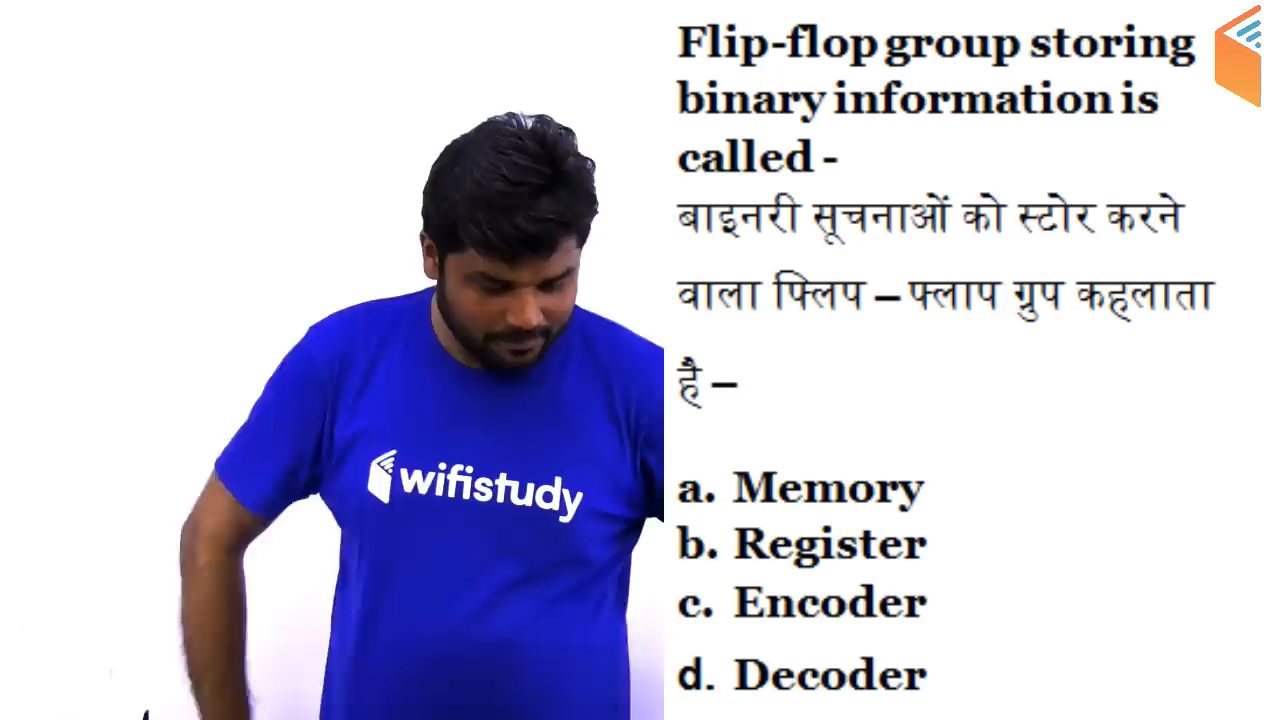 wifistudy
Flip-flop group storing
binary information is
called -
बाइनरी सूचनाओं को स्टोर करने
वाला फ्लिप – फ्लाप ग्रुप कहलाता
है –
a. Memory
b. Register
c. Encoder
d. Decoder